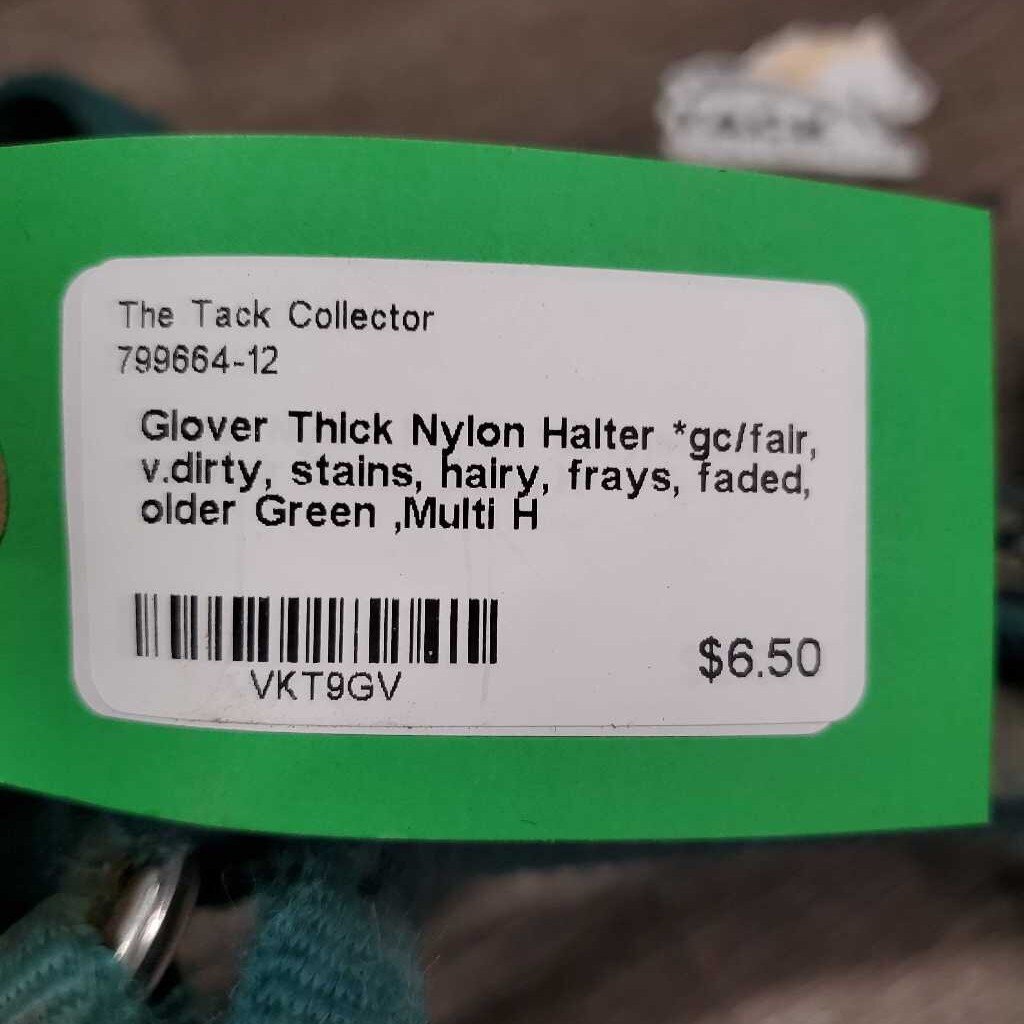 The Tack Collector
799664-12
Glover Thick Nylon Halter *gc/fair,
v.dirty, stains, hairy, frays, faded,
older Green ,Multi H
VKT9GV
$6.50